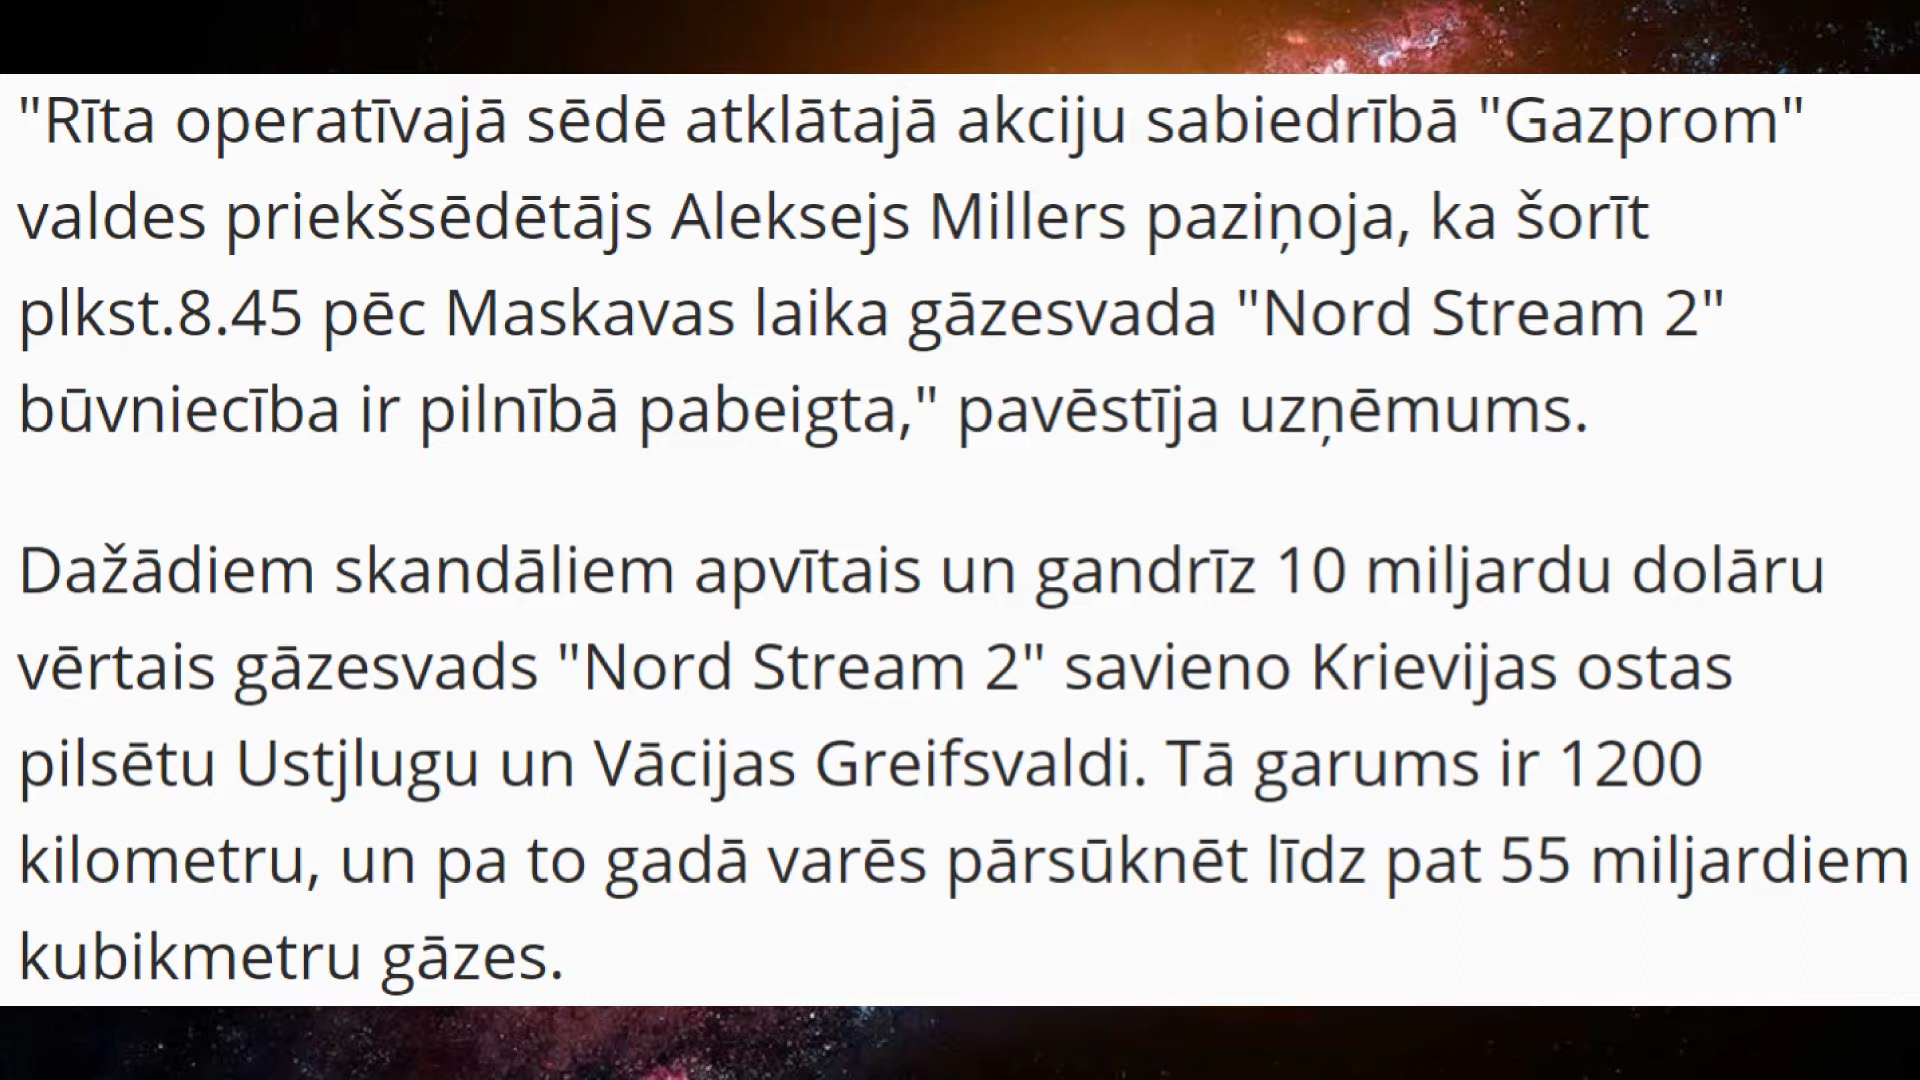 "Rīta operatīvajā sēdē atklātajā akciju sabiedrībā "Gazprom"
valdes priekšsēdētājs Aleksejs Millers paziņoja, ka šorīt
plkst.8.45 pēc Maskavas laika gāzesvada "Nord Stream 2"
būvniecība ir pilnībā pabeigta," pavēstīja uzņēmums.
Dažādiem skandāliem apvītais un gandrīz 10 miljardu dolāru
vērtais gāzesvads "Nord Stream 2" savieno Krievijas ostas
pilsētu Ustjlugu un Vācijas Greifsvaldi. Tā garums ir 1200
kilometru, un pa to gadā varēs pārsūknēt līdz pat 55 miljardiem
kubikmetru gāzes.